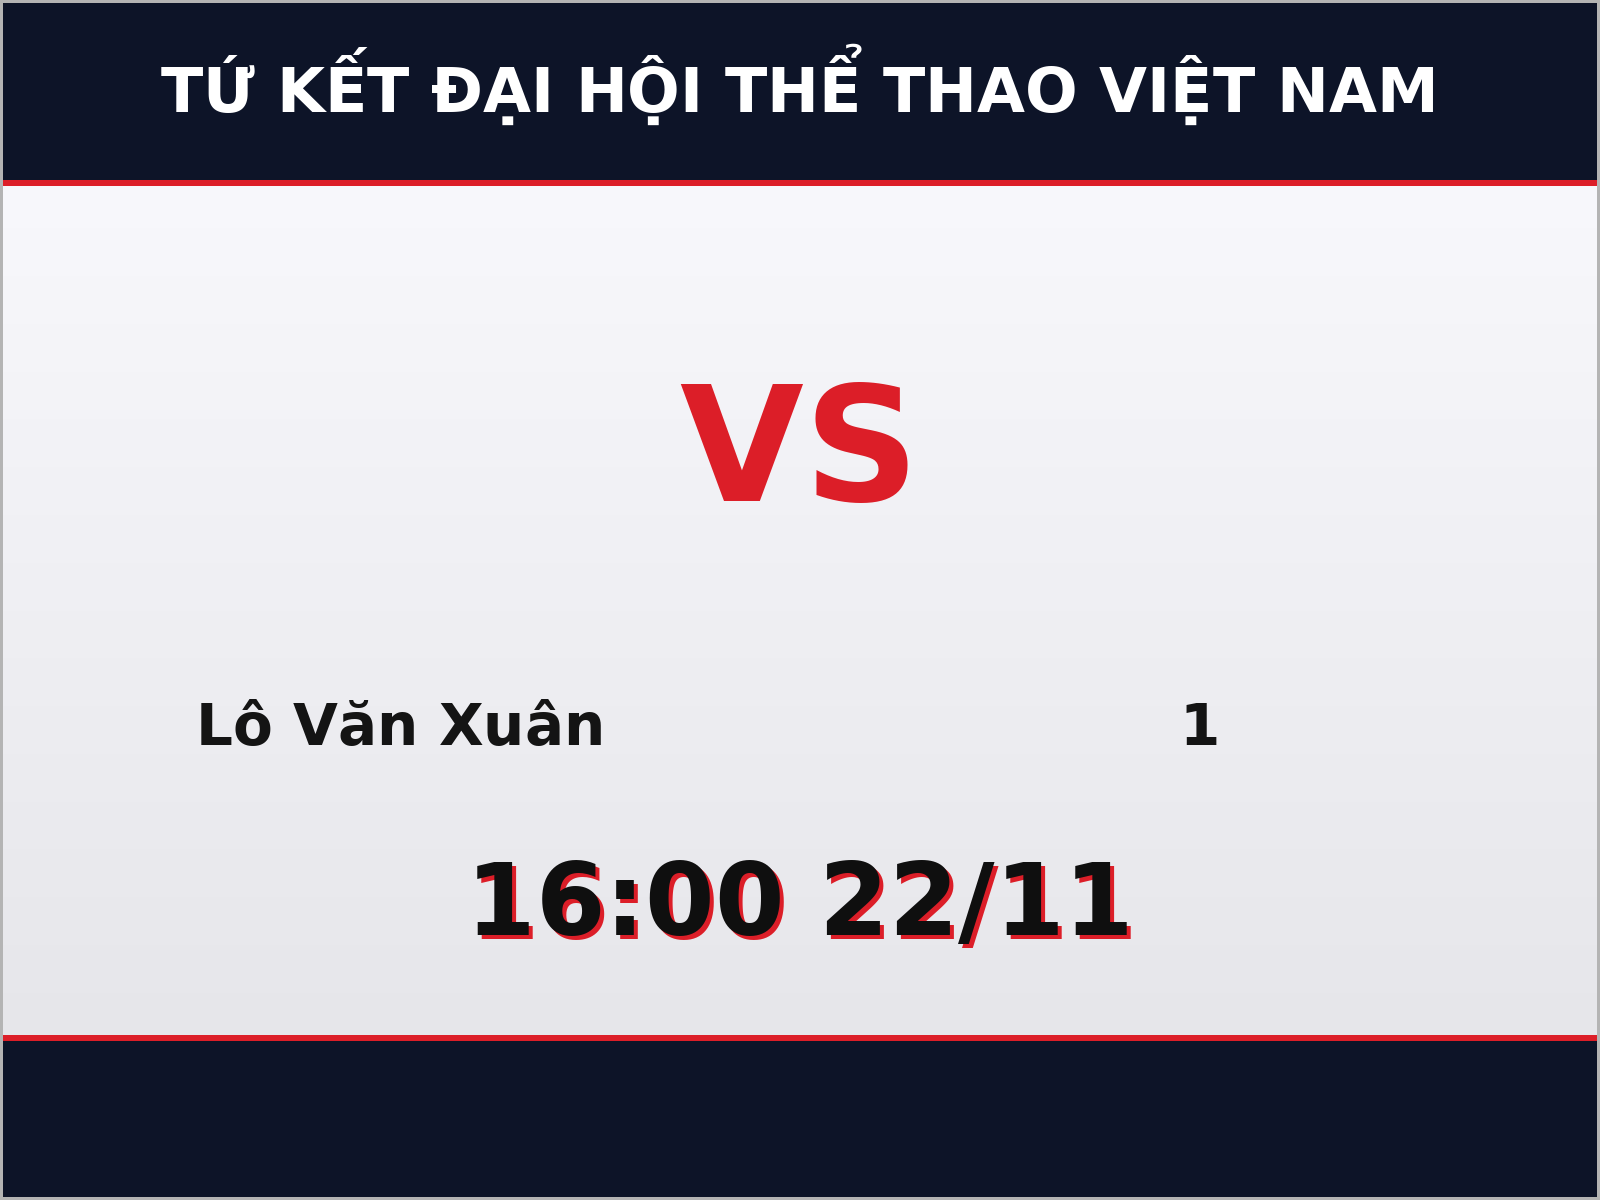 TỨ KẾT ĐẠI HỘI THỂ THAO VIỆT NAM
VS
Lô Văn Xuân
1
16:00 22/11